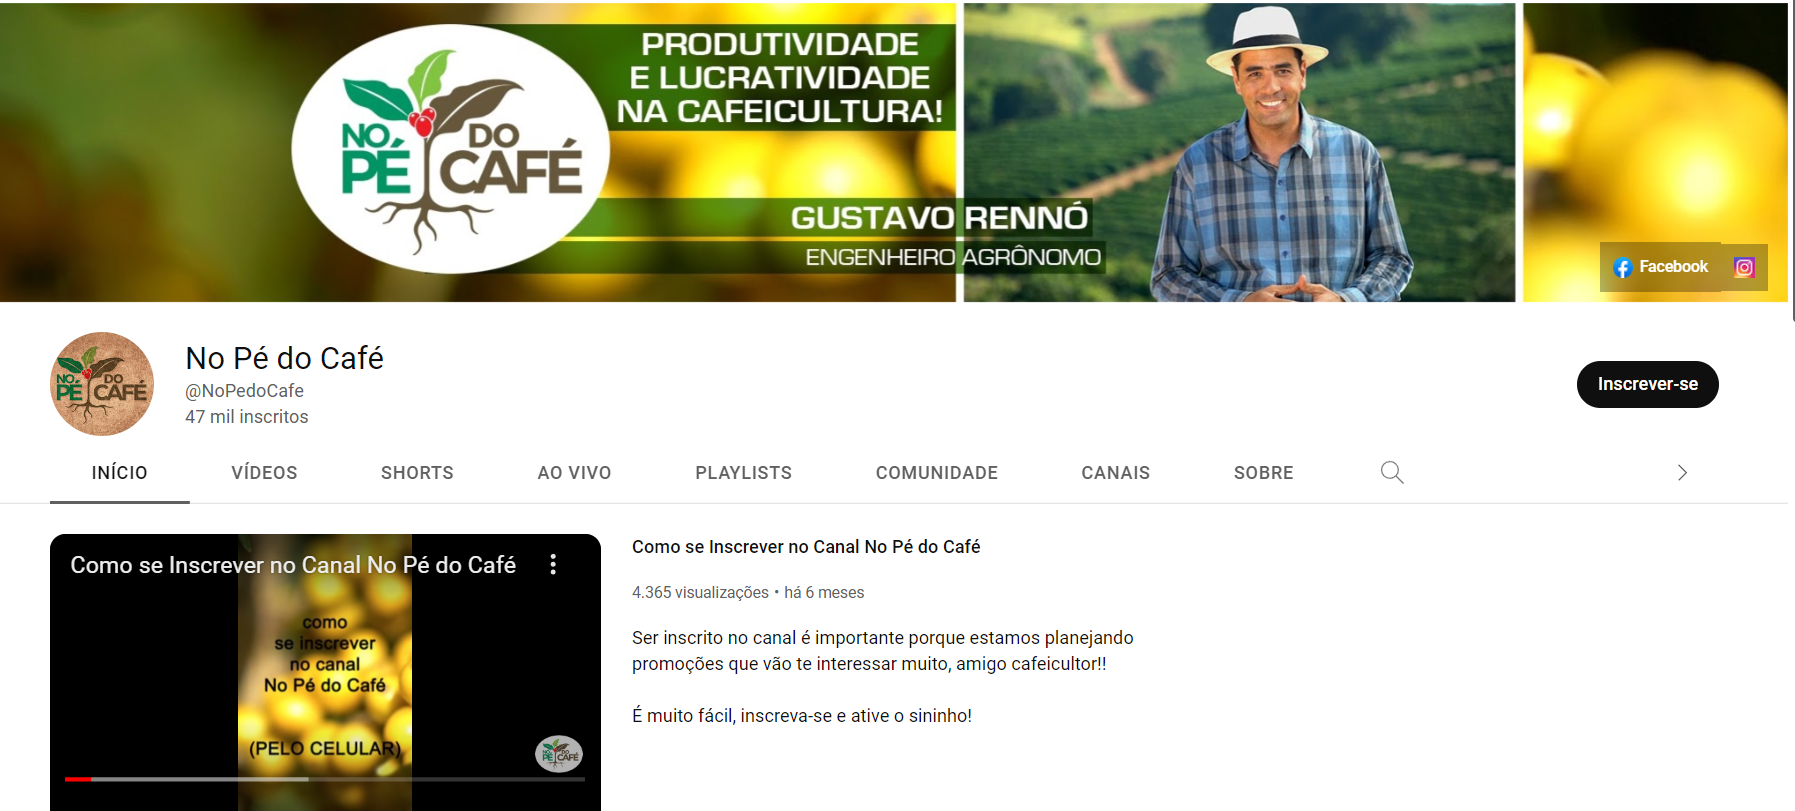 PRODUTIVIDADE
E LUCRATIVIDADE
NA CAFEICULTURA!
NO DO
PÉ CAFÉ
GUSTAVO RENNÓ
ENGENHEIRO AGRÔNOMO
Facebook
NO DO
PÉ CAFÉ
No Pé do Café
@NoPedoCafe
47 mil inscritos
Inscrever-se
INÍCIO
VÍDEOS
SHORTS
AO VIVO
PLAYLISTS
COMUNIDADE
CANAIS
SOBRE
Como se Inscrever no Canal No Pé do Café
como
se inscrever
no canal
No Pé do Café
(PELO CELULAR)
NO DO
PÉ CAFÉ
Como se Inscrever no Canal No Pé do Café
4.365 visualizações • há 6 meses
Ser inscrito no canal é importante porque estamos planejando
promoções que vão te interessar muito, amigo cafeicultor!!
É muito fácil, inscreva-se e ative o sininho!